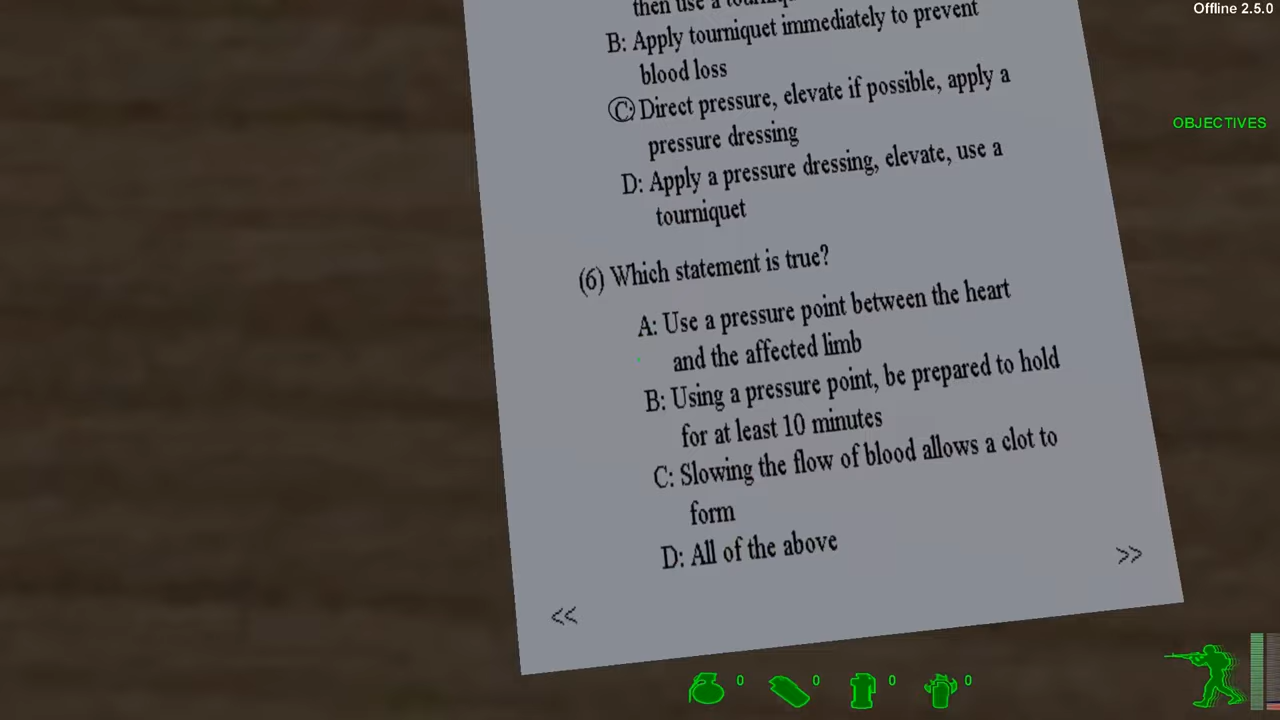 Offline 2.5.0
then use a
B: Apply tourniquet immediately to prevent
blood loss
OBJECTIVES
C: Direct pressure, elevate if possible, apply a
pressure dressing
D: Apply a pressure dressing, elevate, use a
tourniquet
(6) Which statement is true?
A: Use a pressure point between the heart
and the affected limb
B: Using a pressure point, be prepared to hold
for at least 10 minutes
C: Slowing the flow of blood allows a clot to
form
D: All of the above
>>
<<
0 0 0 0